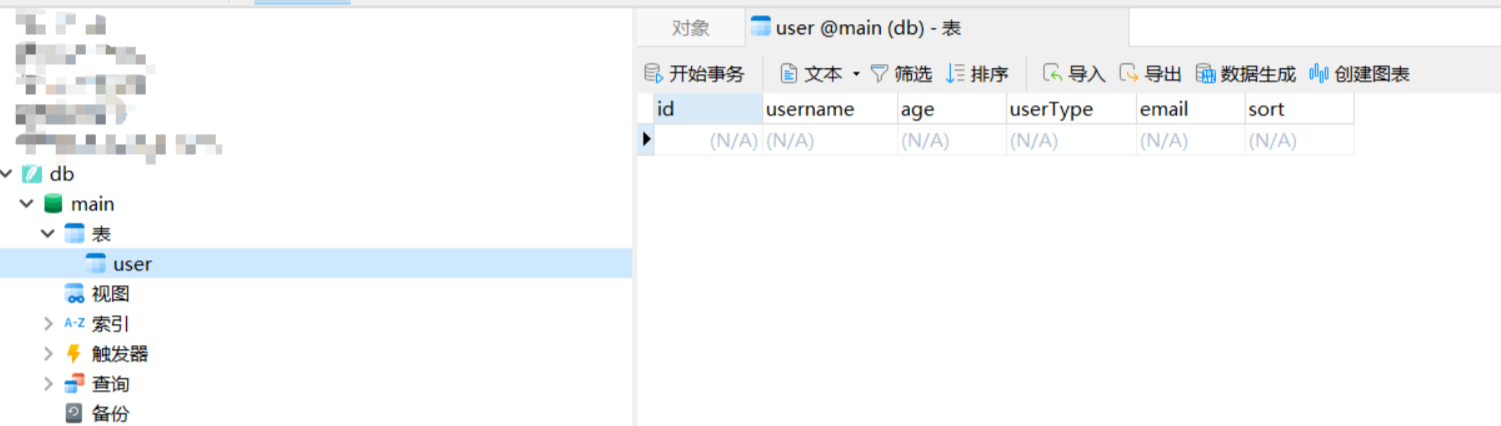 db
main
表
user
视图
A-Z 索引
触发器
查询
备份
对象 user @main (db) - 表
开始事务 文本 筛选 排序 导入 导出 数据生成 创建图表
id username age userType email sort
(N/A) (N/A) (N/A) (N/A) (N/A) (N/A)